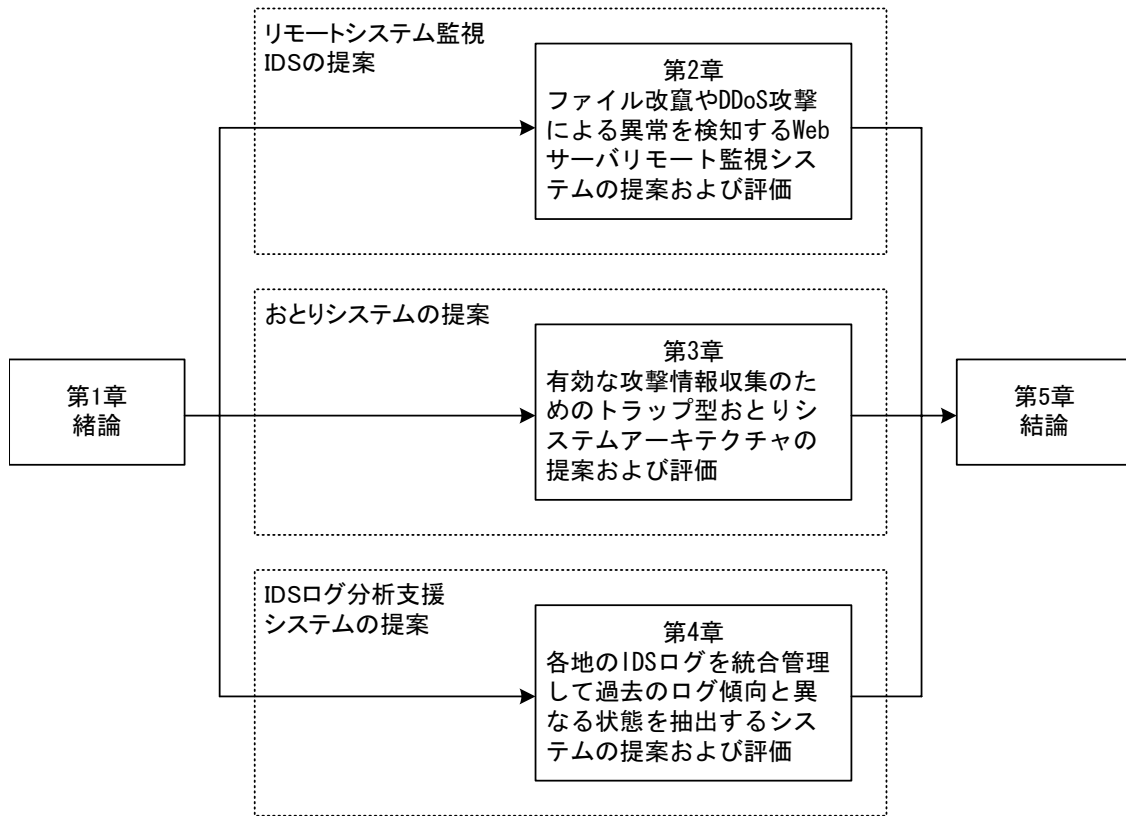 リモートシステム監視
IDSの提案
第2章
ファイル改竄やDDoS攻撃
による異常を検知するWeb
サーバリモート監視シス
テムの提案および評価
おとりシステムの提案
第3章
有効な攻撃情報収集のた
めのトラップ型おとりシ
ステムアーキテクチャの
提案および評価
第1章
緒論
第5章
結論
IDSログ分析支援
システムの提案
第4章
各地のIDSログを統合管理
して過去のログ傾向と異
なる状態を抽出するシス
テムの提案および評価